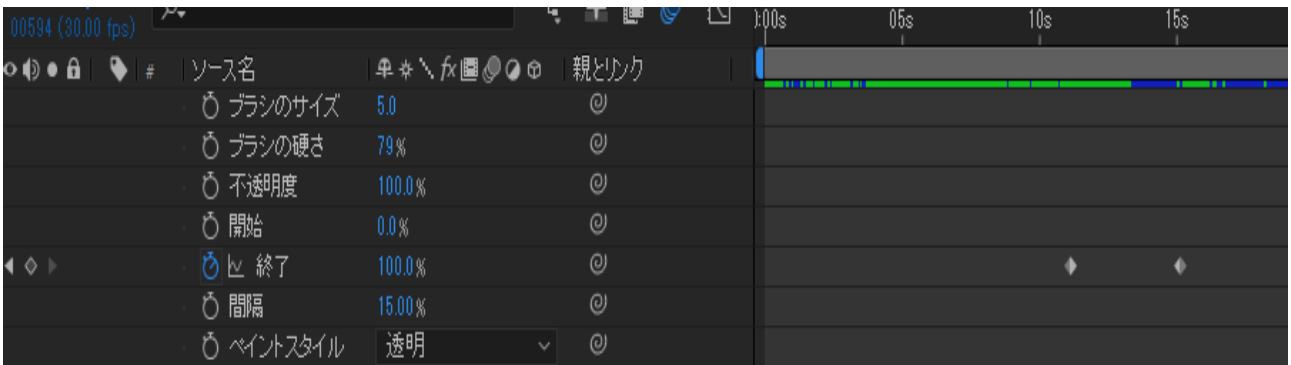 00594 (30.00 fps)
):00s 05s 10s 15s
# ソース名 fx 親とリンク
ブラシのサイズ 5.0
ブラシの硬さ 79%
不透明度 100.0%
開始 0.0%
終了 100.0%
間隔 15.00%
ペイントスタイル 透明